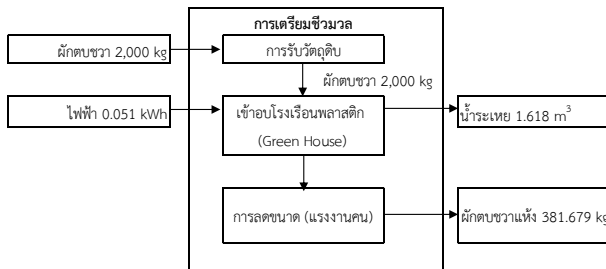 การเตรียมชีวมวล
ผักตบชวา 2,000 kg
การรับวัตถุดิบ
ผักตบชวา 2,000 kg
ไฟฟ้า 0.051 kWh
เข้าอบโรงเรือนพลาสติก
(Green House)
น้ำระเหย 1.618 m³
การลดขนาด (แรงงานคน)
ผักตบชวาแห้ง 381.679 kg